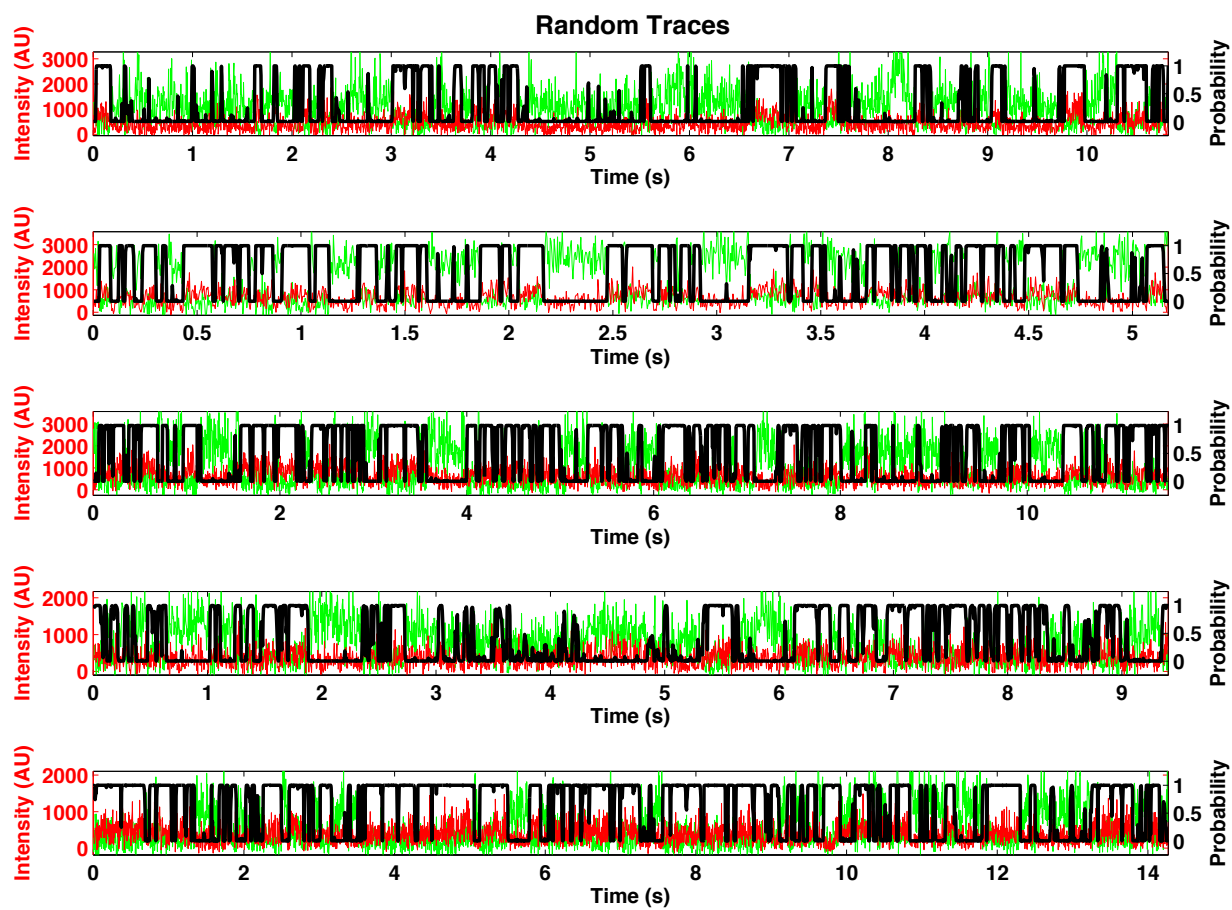 Random Traces
Intensity (AU)
3000
2000
1000
0
1
0.5
0
Probability
0 1 2 3 4 5 6 7 8 9 10
Time (s)
Intensity (AU)
3000
2000
1000
0
1
0.5
0
Probability
0 0.5 1 1.5 2 2.5 3 3.5 4 4.5 5
Time (s)
Intensity (AU)
3000
2000
1000
0
1
0.5
0
Probability
0 2 4 6 8 10
Time (s)
Intensity (AU)
2000
1000
0
1
0.5
0
Probability
0 1 2 3 4 5 6 7 8 9
Time (s)
Intensity (AU)
2000
1000
0
1
0.5
0
Probability
0 2 4 6 8 10 12 14
Time (s)